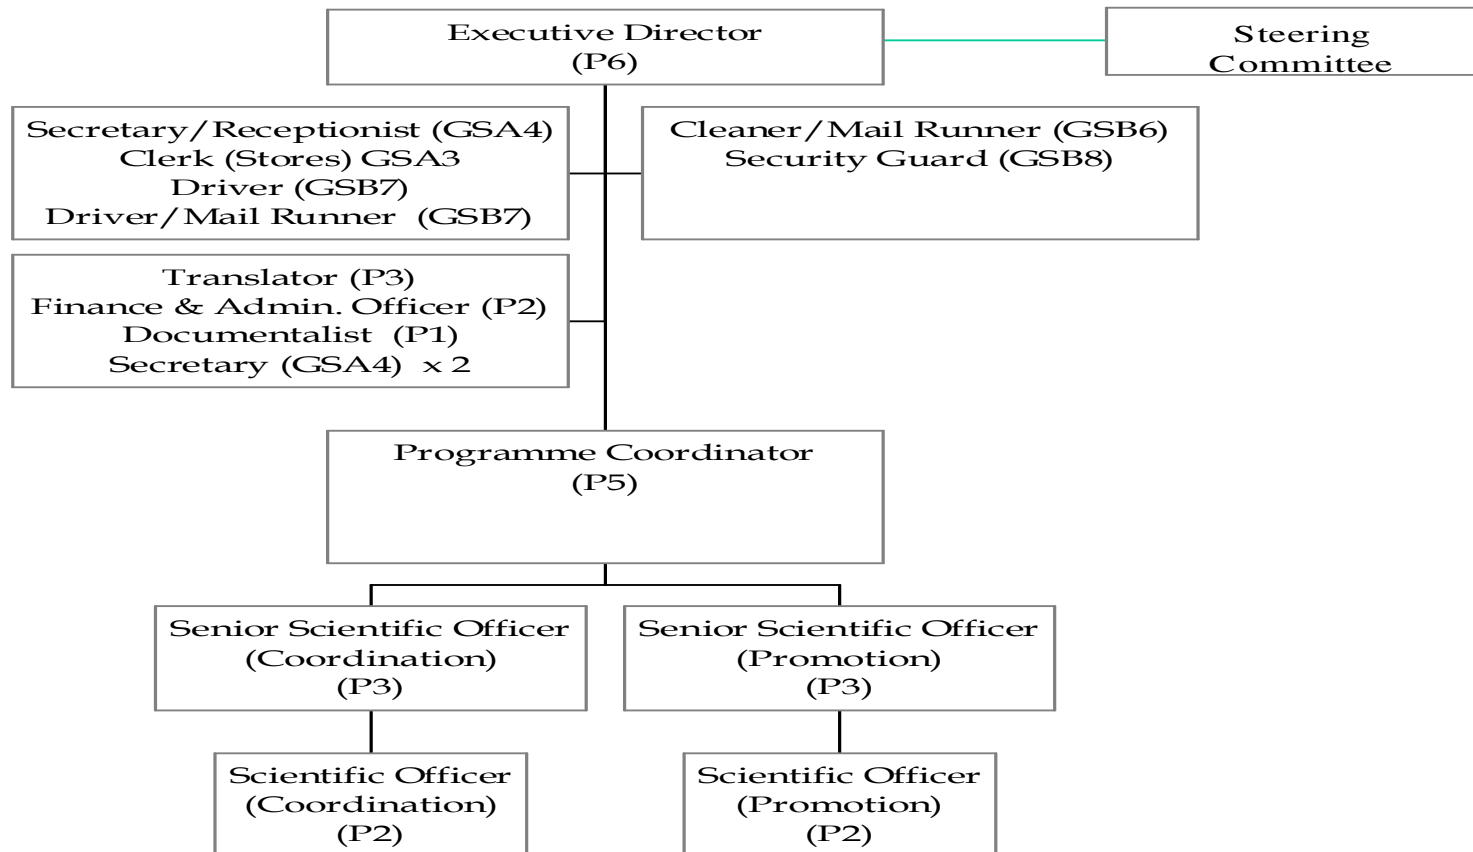 Executive Director
(P6)
Steering
Committee
Secretary/Receptionist (GSA4)
Clerk (Stores) GSA3
Driver (GSB7)
Driver/Mail Runner (GSB7)
Cleaner/Mail Runner (GSB6)
Security Guard (GSB8)
Translator (P3)
Finance & Admin. Officer (P2)
Documentalist (P1)
Secretary (GSA4) x 2
Programme Coordinator
(P5)
Senior Scientific Officer
(Coordination)
(P3)
Senior Scientific Officer
(Promotion)
(P3)
Scientific Officer
(Coordination)
(P2)
Scientific Officer
(Promotion)
(P2)